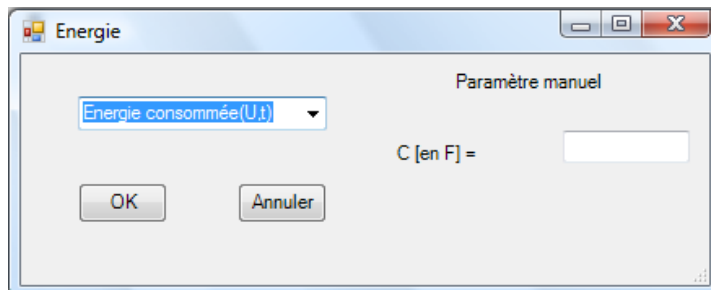 Energie
Paramètre manuel
Energie consommée(U,t)
C [en F] =
OK
Annuler